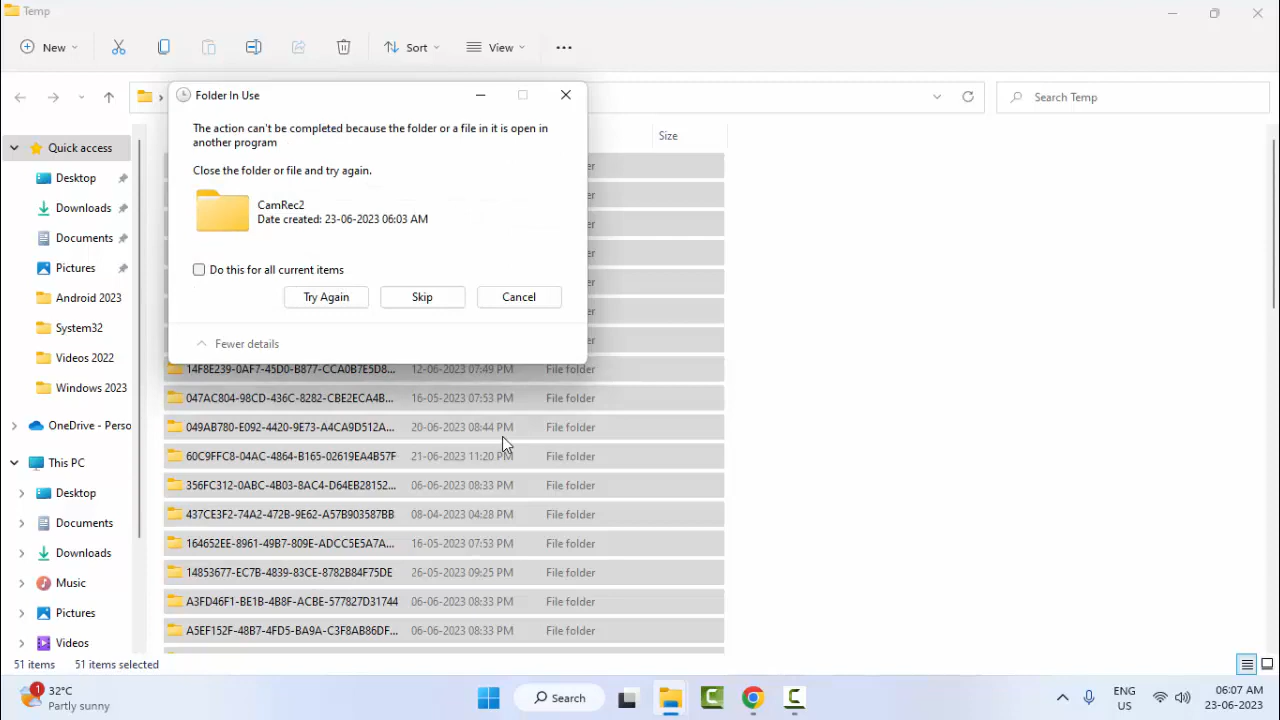 Temp
New
Sort
View
Search Temp
Folder In Use
The action can't be completed because the folder or a file in it is open in
another program
Close the folder or file and try again.
CamRec2
Date created: 23-06-2023 06:03 AM
Do this for all current items
Try Again
Skip
Cancel
Fewer details
Size
Quick access
Desktop
Downloads
Documents
Pictures
Android 2023
System32
Videos 2022
Windows 2023
OneDrive - Perso
This PC
Desktop
Documents
Downloads
Music
Pictures
Videos
14F8E239-0AF7-45D0-B877-CCA0B7E5D8... 12-06-2023 07:49 PM File folder
047AC804-98CD-436C-8282-CBE2ECA4B... 16-05-2023 07:53 PM File folder
049AB780-E092-4420-9E73-A4CA9D512A... 20-06-2023 08:44 PM File folder
60C9FFC8-04AC-4864-B165-02619EA4B57F 21-06-2023 11:20 PM File folder
356FC312-0ABC-4B03-8AC4-D64EB28152... 06-06-2023 08:33 PM File folder
437CE3F2-74A2-472B-9E62-A57B903587BB 08-04-2023 04:28 PM File folder
164652EE-8961-49B7-809E-ADCC5E5A7A... 16-05-2023 07:53 PM File folder
14853677-EC7B-4839-83CE-8782B84F75DE 26-05-2023 09:25 PM File folder
A3FD46F1-BE1B-4B8F-ACBE-577827D31744 06-06-2023 08:33 PM File folder
A5EF152F-48B7-4FD5-BA9A-C3F8AB86DF... 06-06-2023 08:33 PM File folder
51 items 51 items selected
1
32°C
Partly sunny
Search
ENG
US
06:07 AM
23-06-2023